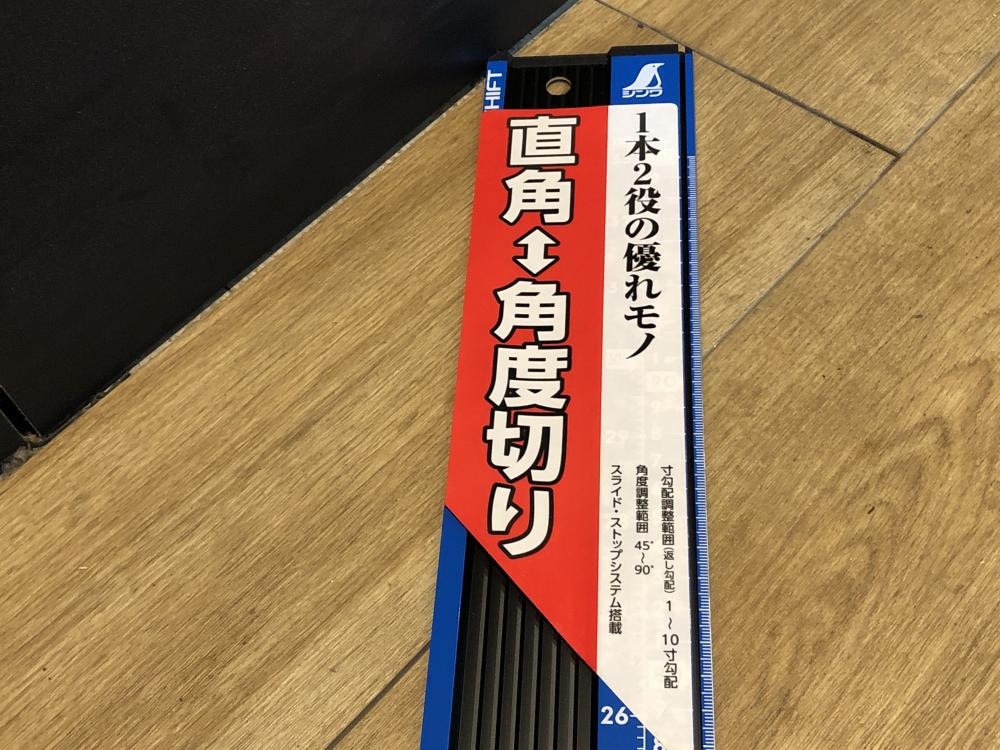 HIFT
シンワ
1本2役の優れモノ
直角↔角度切り
寸勾配調整範囲(返し勾配) 1〜10寸勾配
角度調整範囲 45°〜90°
スライド・ストップシステム搭載
26